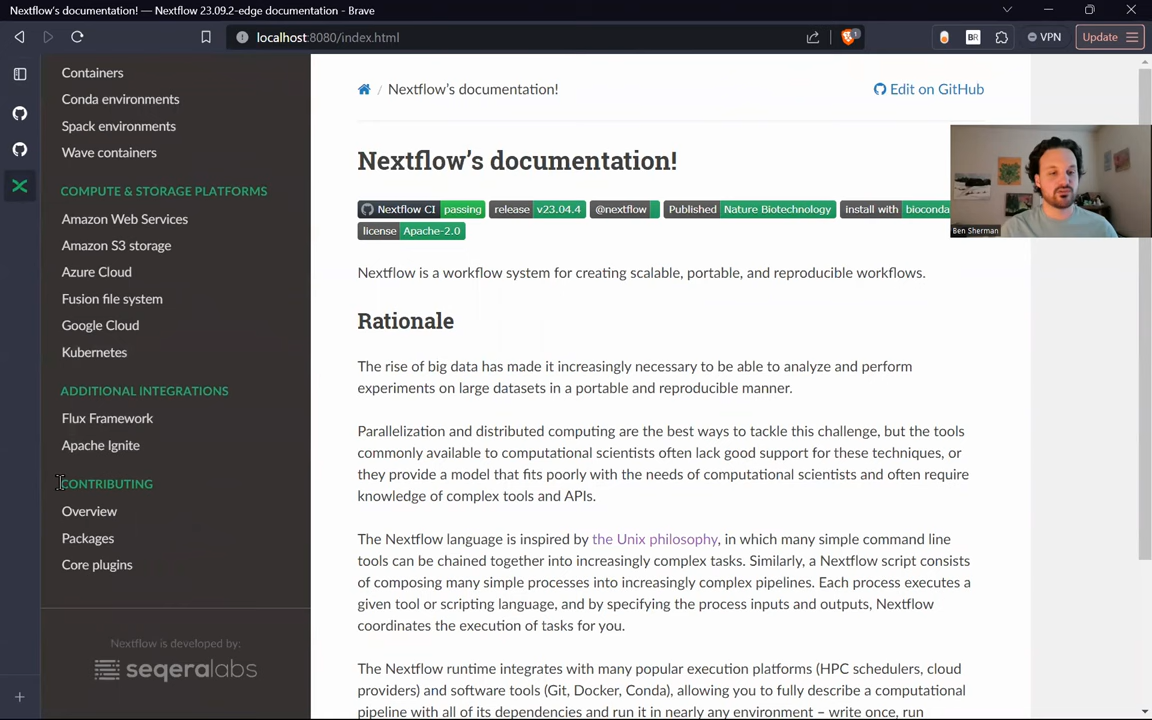 Nextflow's documentation! — Nextflow 23.09.2-edge documentation - Brave
localhost:8080/index.html
1
BR
VPN
Update
Containers
Conda environments
Spack environments
Wave containers
COMPUTE & STORAGE PLATFORMS
Amazon Web Services
Amazon S3 storage
Azure Cloud
Fusion file system
Google Cloud
Kubernetes
ADDITIONAL INTEGRATIONS
Flux Framework
Apache Ignite
CONTRIBUTING
Overview
Packages
Core plugins
Nextflow is developed by:
seqeralabs
/ Nextflow's documentation!
Edit on GitHub
Nextflow's documentation!
Nextflow CI passing release v23.04.4 @nextflow Published Nature Biotechnology install with bioconda
license Apache-2.0
Nextflow is a workflow system for creating scalable, portable, and reproducible workflows.
Rationale
The rise of big data has made it increasingly necessary to be able to analyze and perform
experiments on large datasets in a portable and reproducible manner.
Parallelization and distributed computing are the best ways to tackle this challenge, but the tools
commonly available to computational scientists often lack good support for these techniques, or
they provide a model that fits poorly with the needs of computational scientists and often require
knowledge of complex tools and APIs.
The Nextflow language is inspired by the Unix philosophy, in which many simple command line
tools can be chained together into increasingly complex tasks. Similarly, a Nextflow script consists
of composing many simple processes into increasingly complex pipelines. Each process executes a
given tool or scripting language, and by specifying the process inputs and outputs, Nextflow
coordinates the execution of tasks for you.
The Nextflow runtime integrates with many popular execution platforms (HPC schedulers, cloud
providers) and software tools (Git, Docker, Conda), allowing you to fully describe a computational
pipeline with all of its dependencies and run it in nearly any environment – write once, run
Ben Sherman